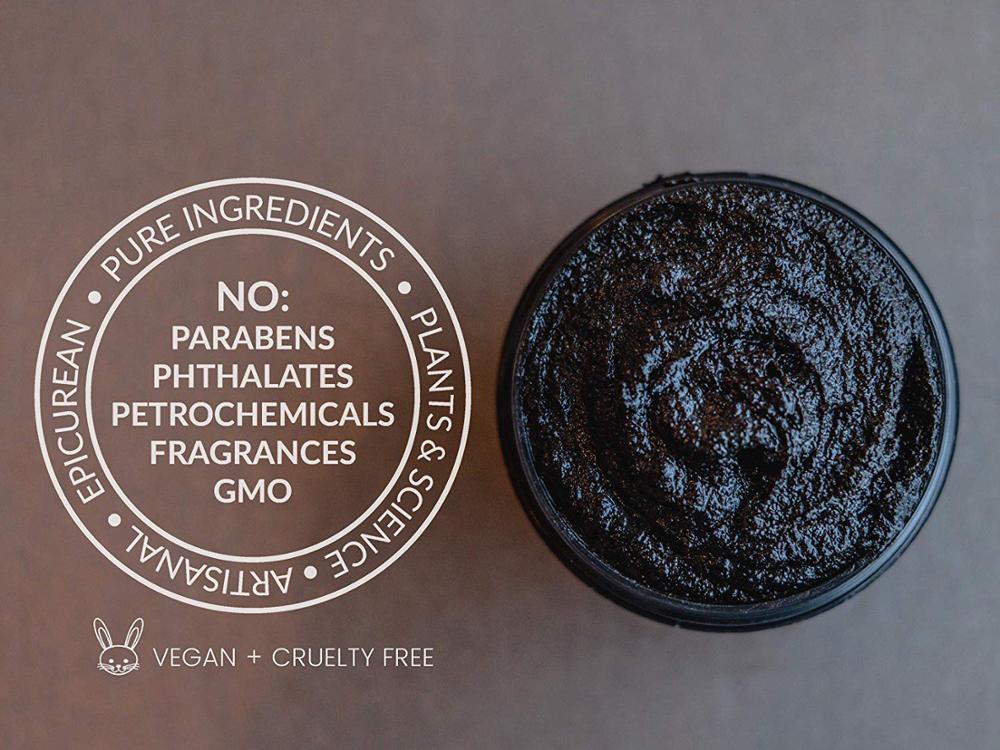 PURE INGREDIENTS • PLANTS & SCIENCE • ARTISANAL • EPICUREAN •
NO:
PARABENS
PHTHALATES
PETROCHEMICALS
FRAGRANCES
GMO
VEGAN + CRUELTY FREE